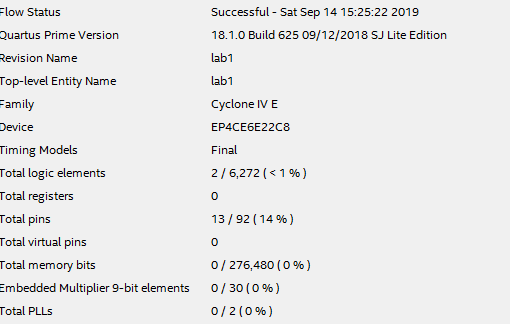 Flow Status Successful - Sat Sep 14 15:25:22 2019
Quartus Prime Version 18.1.0 Build 625 09/12/2018 SJ Lite Edition
Revision Name lab1
Top-level Entity Name lab1
Family Cyclone IV E
Device EP4CE6E22C8
Timing Models Final
Total logic elements 2 / 6,272 ( < 1 % )
Total registers 0
Total pins 13 / 92 ( 14 % )
Total virtual pins 0
Total memory bits 0 / 276,480 ( 0 % )
Embedded Multiplier 9-bit elements 0 / 30 ( 0 % )
Total PLLs 0 / 2 ( 0 % )